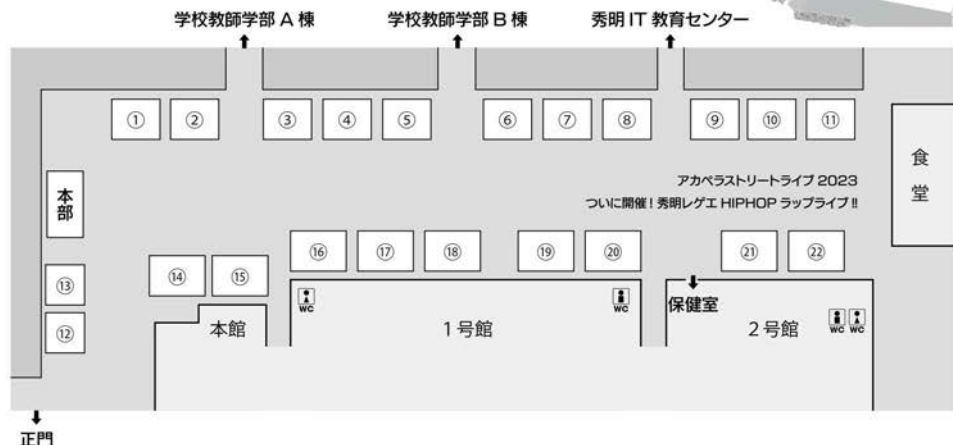 学校教師学部 A 棟
学校教師学部 B 棟
秀明 IT 教育センター
① ② ③ ④ ⑤ ⑥ ⑦ ⑧ ⑨ ⑩ ⑪
食堂
本部
アカペラストリートライブ 2023
ついに開催！秀明レゲエ HIPHOP ラップライブ !!
⑯ ⑰ ⑱ ⑲ ⑳ ㉑ ㉒
⑭ ⑮
⑬
⑫
WC
WC
保健室
本館
1 号館
2 号館
WC WC
正門